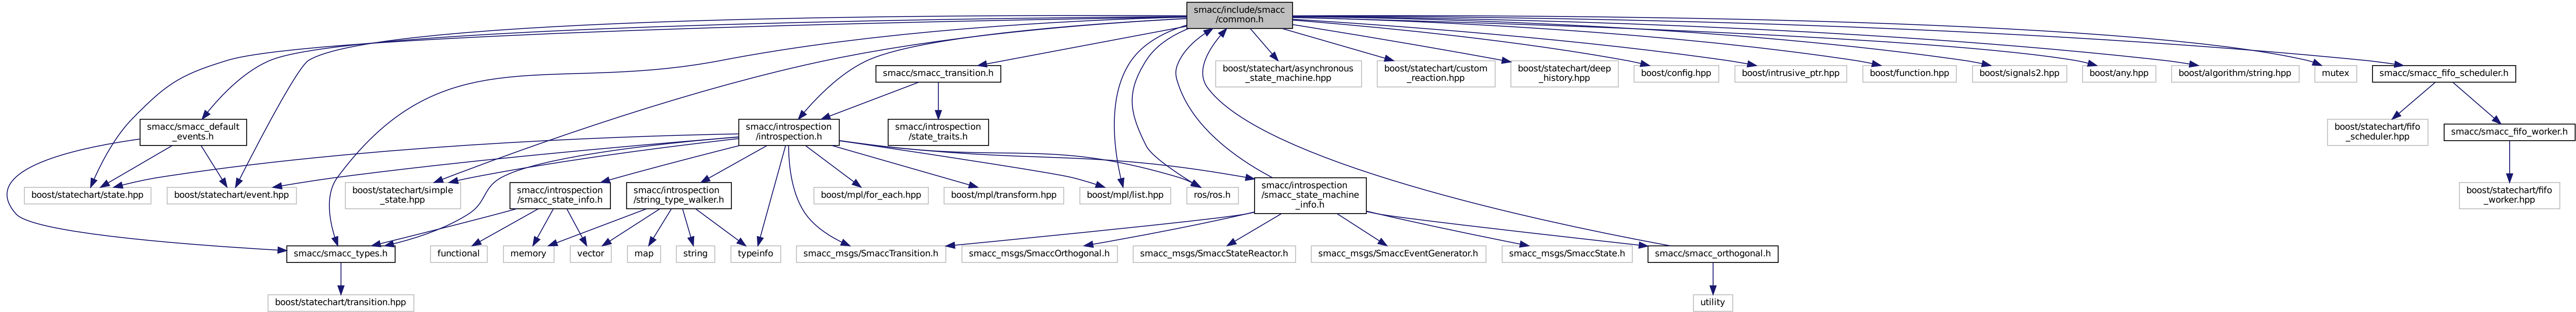 smacc/include/smacc
/common.h
smacc/smacc_transition.h
boost/statechart/asynchronous
_state_machine.hpp
boost/statechart/custom
_reaction.hpp
boost/statechart/deep
_history.hpp
boost/config.hpp
boost/intrusive_ptr.hpp
boost/function.hpp
boost/signals2.hpp
boost/any.hpp
boost/algorithm/string.hpp
mutex
smacc/smacc_fifo_scheduler.h
smacc/smacc_default
_events.h
smacc/introspection
/introspection.h
smacc/introspection
/state_traits.h
boost/statechart/fifo
_scheduler.hpp
smacc/smacc_fifo_worker.h
boost/statechart/state.hpp
boost/statechart/event.hpp
boost/statechart/simple
_state.hpp
smacc/introspection
/smacc_state_info.h
smacc/introspection
/string_type_walker.h
boost/mpl/for_each.hpp
boost/mpl/transform.hpp
boost/mpl/list.hpp
ros/ros.h
smacc/introspection
/smacc_state_machine
_info.h
boost/statechart/fifo
_worker.hpp
smacc/smacc_types.h
functional
memory
vector
map
string
typeinfo
smacc_msgs/SmaccTransition.h
smacc_msgs/SmaccOrthogonal.h
smacc_msgs/SmaccStateReactor.h
smacc_msgs/SmaccEventGenerator.h
smacc_msgs/SmaccState.h
smacc/smacc_orthogonal.h
boost/statechart/transition.hpp
utility